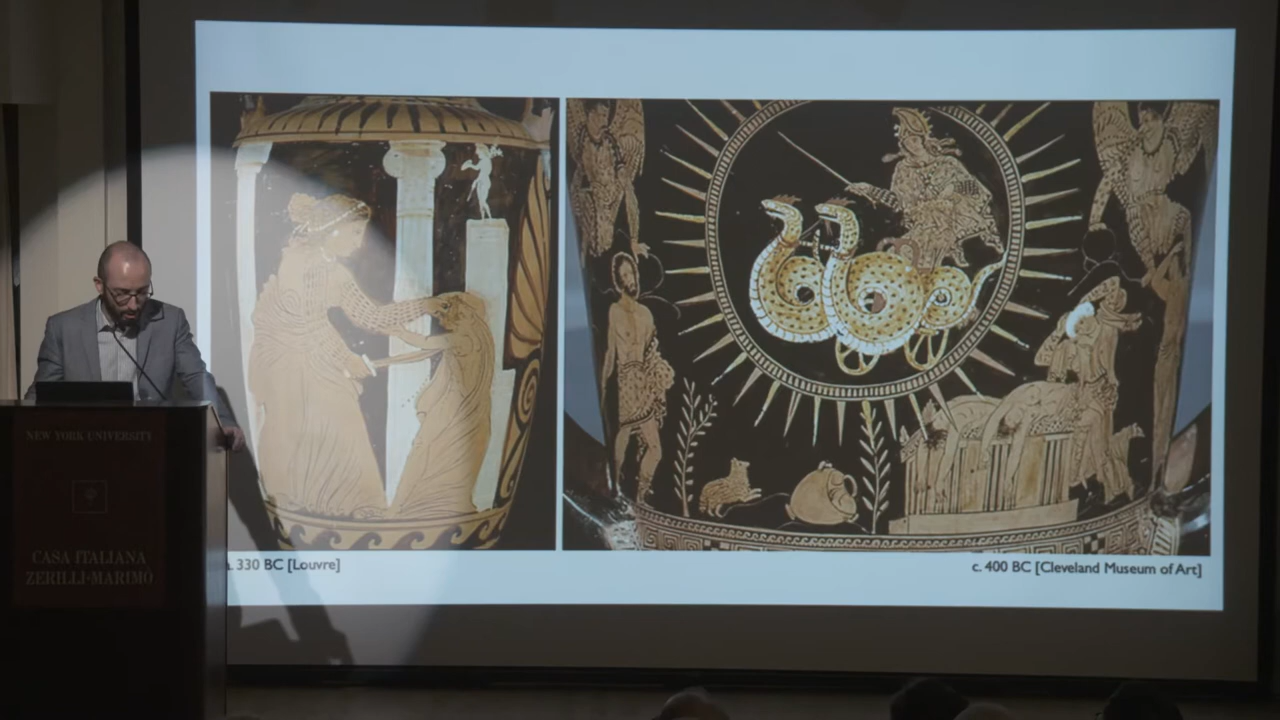 NEW YORK UNIVERSITY
CASA ITALIANA
ZERILLI-MARIMÒ
. 330 BC [Louvre]
c. 400 BC [Cleveland Museum of Art]